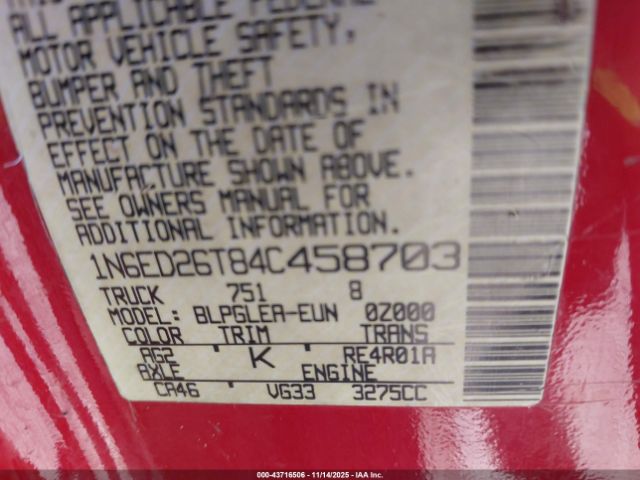 ALL APPLICABLE FEDERAL
MOTOR VEHICLE SAFETY,
BUMPER AND THEFT
PREVENTION STANDARDS IN
EFFECT ON THE DATE OF
MANUFACTURE SHOWN ABOVE.
SEE OWNERS MANUAL FOR
ADDITIONAL INFORMATION
1N6ED26T84C458703
TRUCK 751 8
MODEL: BLPGLEA-EUN 0Z000
COLOR TRIM TRANS
AG2 K RE4R01A
AXLE ENGINE
CA46 VG33 3275CC
000-43716506 - 11/14/2025 - IAA Inc.